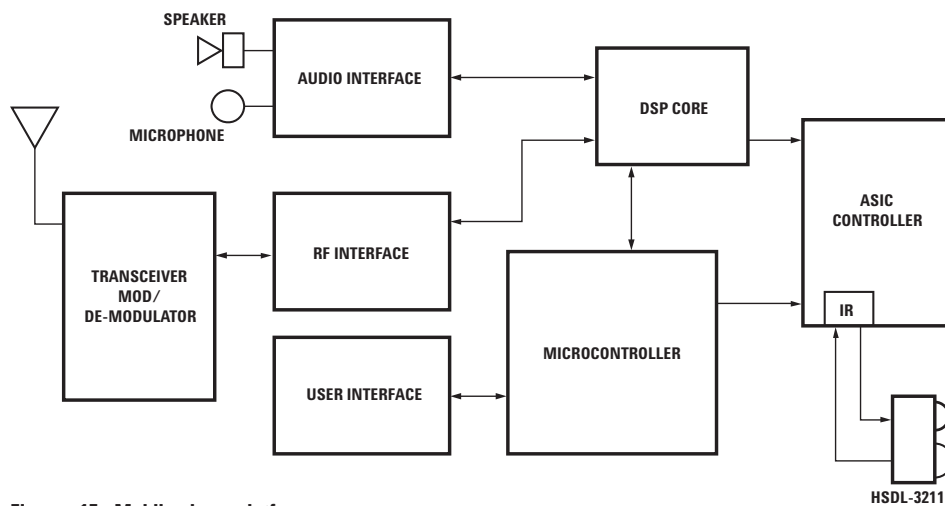 SPEAKER
AUDIO INTERFACE
MICROPHONE
DSP CORE
ASIC
CONTROLLER
RF INTERFACE
TRANSCEIVER
MOD/
DE-MODULATOR
IR
MICROCONTROLLER
USER INTERFACE
HSDL-3211